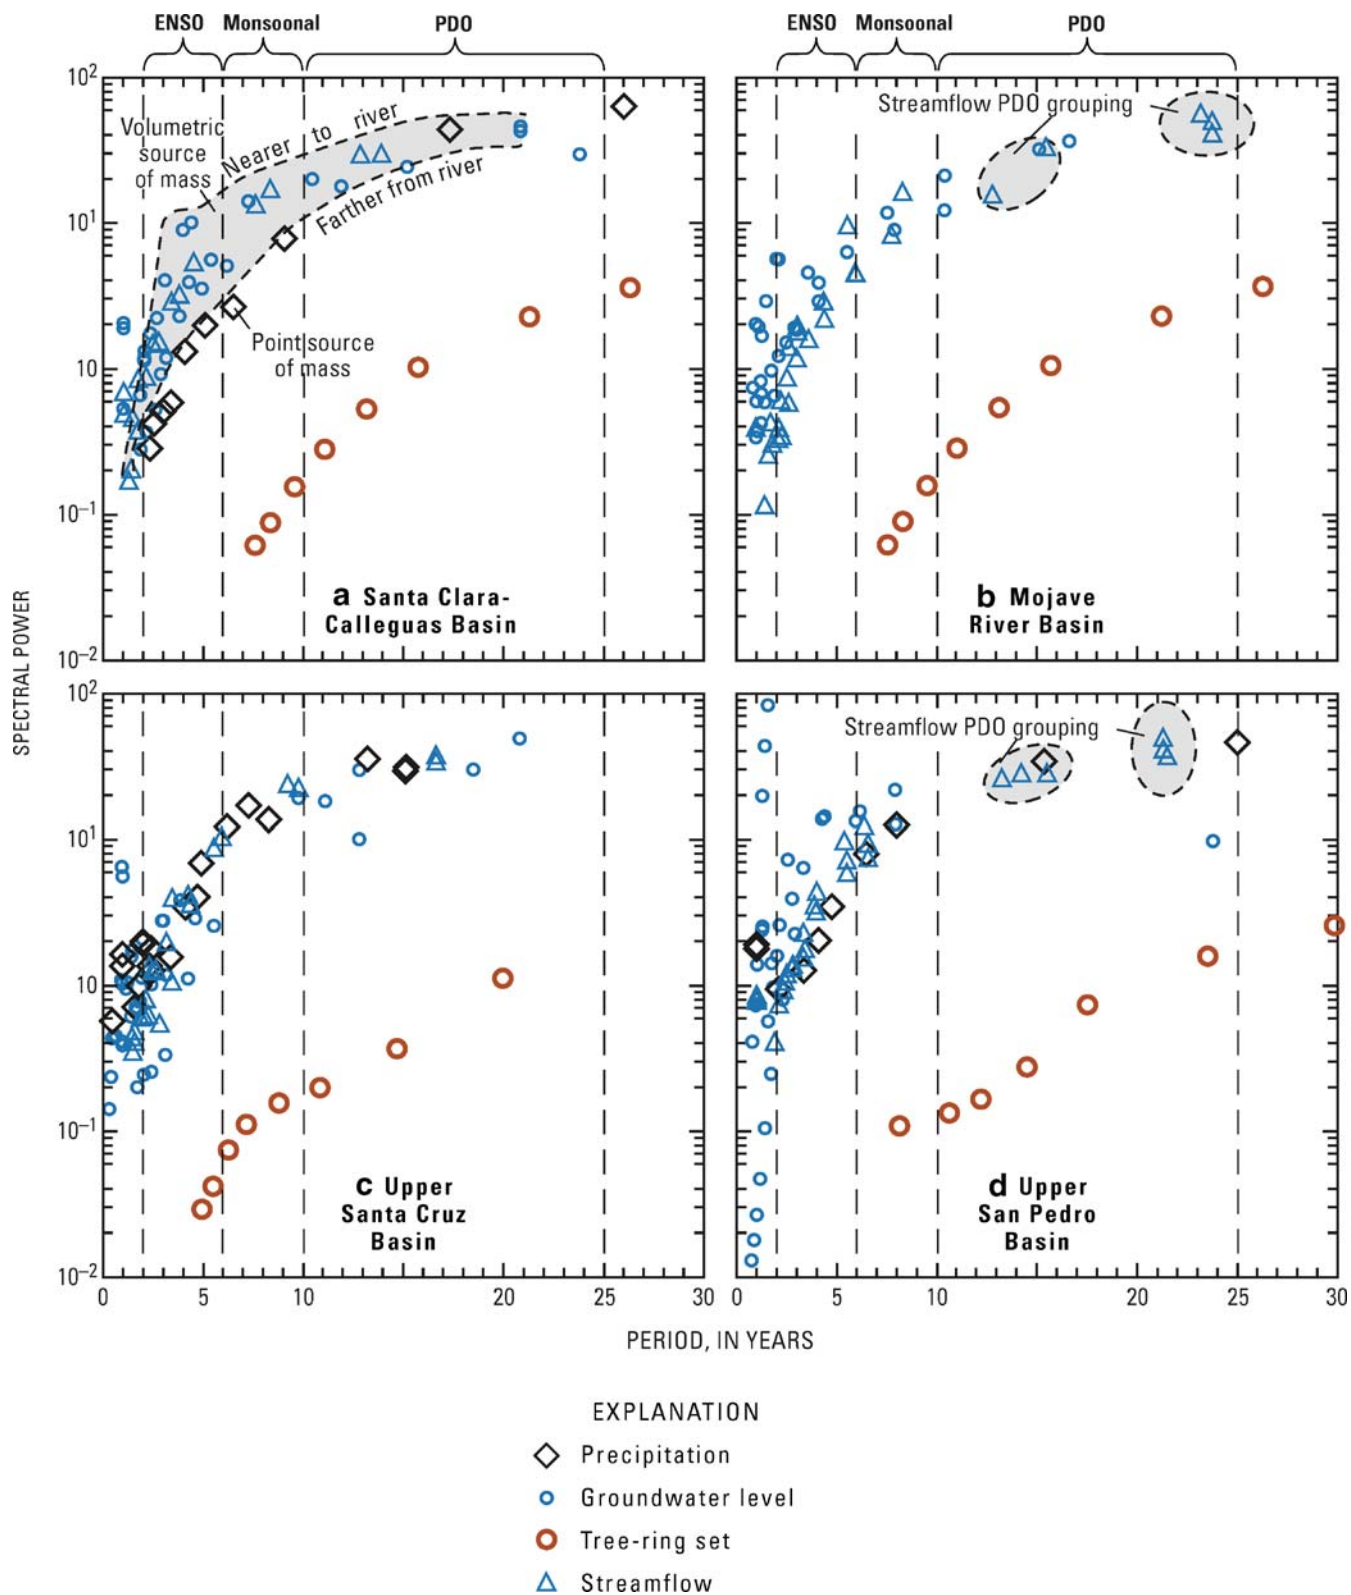 ENSO Monsoonal PDO
ENSO Monsoonal PDO
SPECTRAL POWER
10²
10¹
10
10⁻¹
10⁻²
Volumetric
source
of mass
Nearer to river
Farther from river
Point source
of mass
a Santa Clara-
Calleguas Basin
Streamflow PDO grouping
b Mojave
River Basin
10²
10¹
10
10⁻¹
10⁻²
c Upper
Santa Cruz
Basin
Streamflow PDO grouping
d Upper
San Pedro
Basin
0 5 10 20 25 30
0 5 10 20 25 30
PERIOD, IN YEARS
EXPLANATION
Precipitation
Groundwater level
Tree-ring set
Streamflow